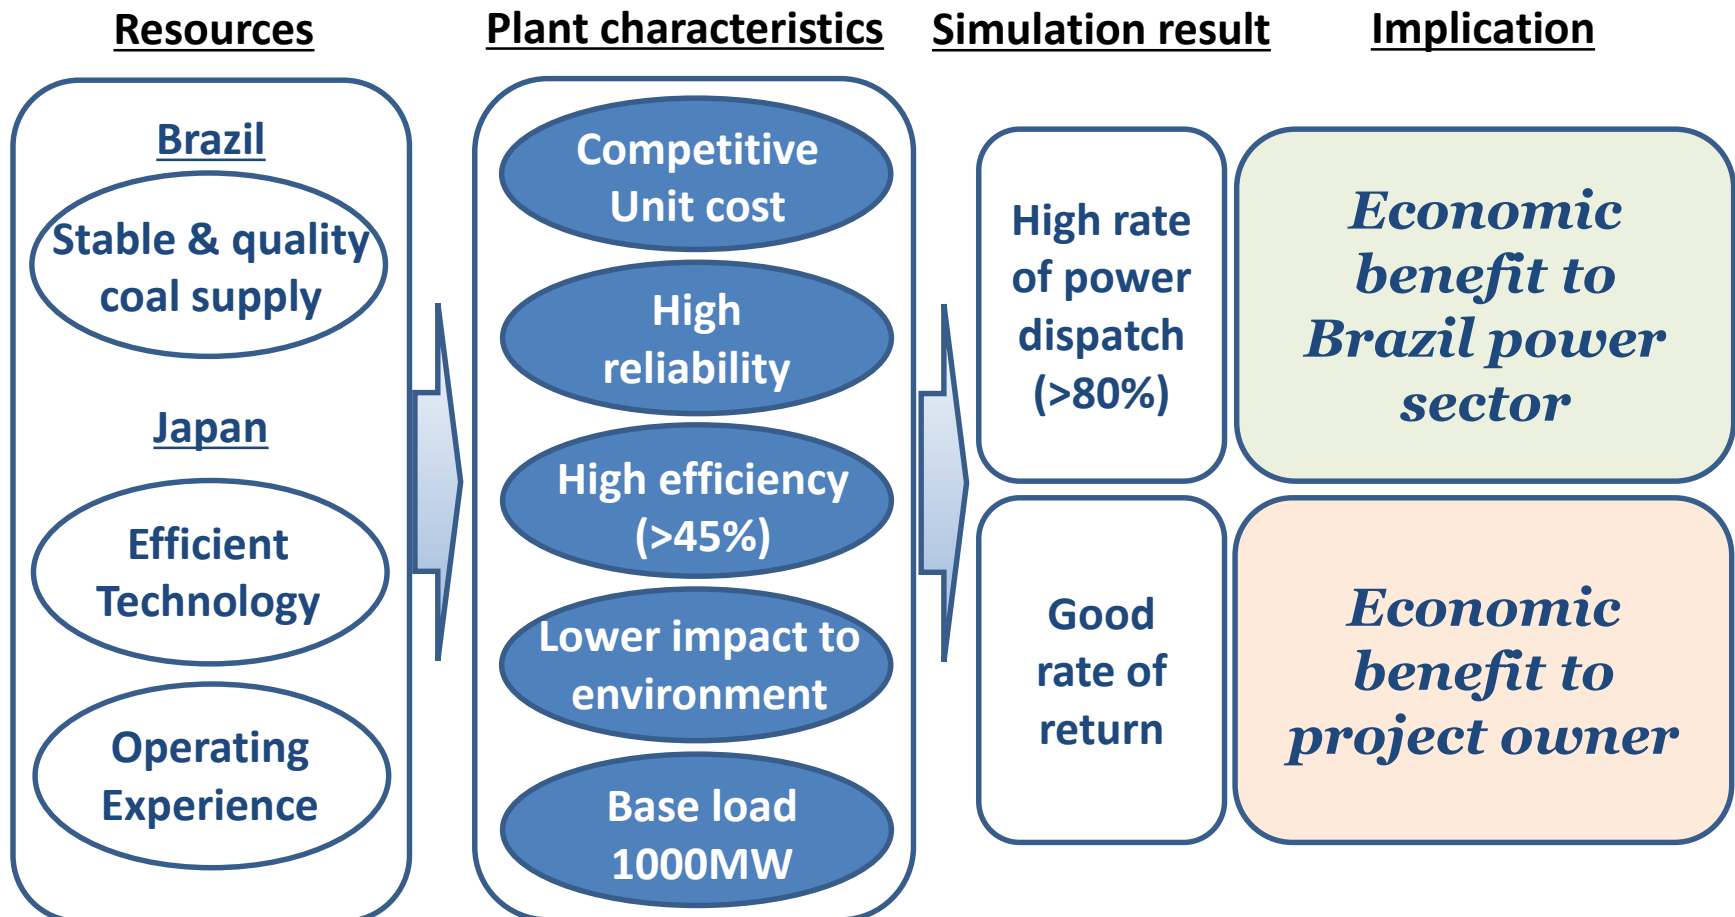 Resources
Plant characteristics
Simulation result
Implication
Brazil
Stable & quality
coal supply
Japan
Efficient
Technology
Operating
Experience
Competitive
Unit cost
High
reliability
High efficiency
(>45%)
Lower impact to
environment
Base load
1000MW
High rate
of power
dispatch
(>80%)
Good
rate of
return
Economic
benefit to
Brazil power
sector
Economic
benefit to
project owner